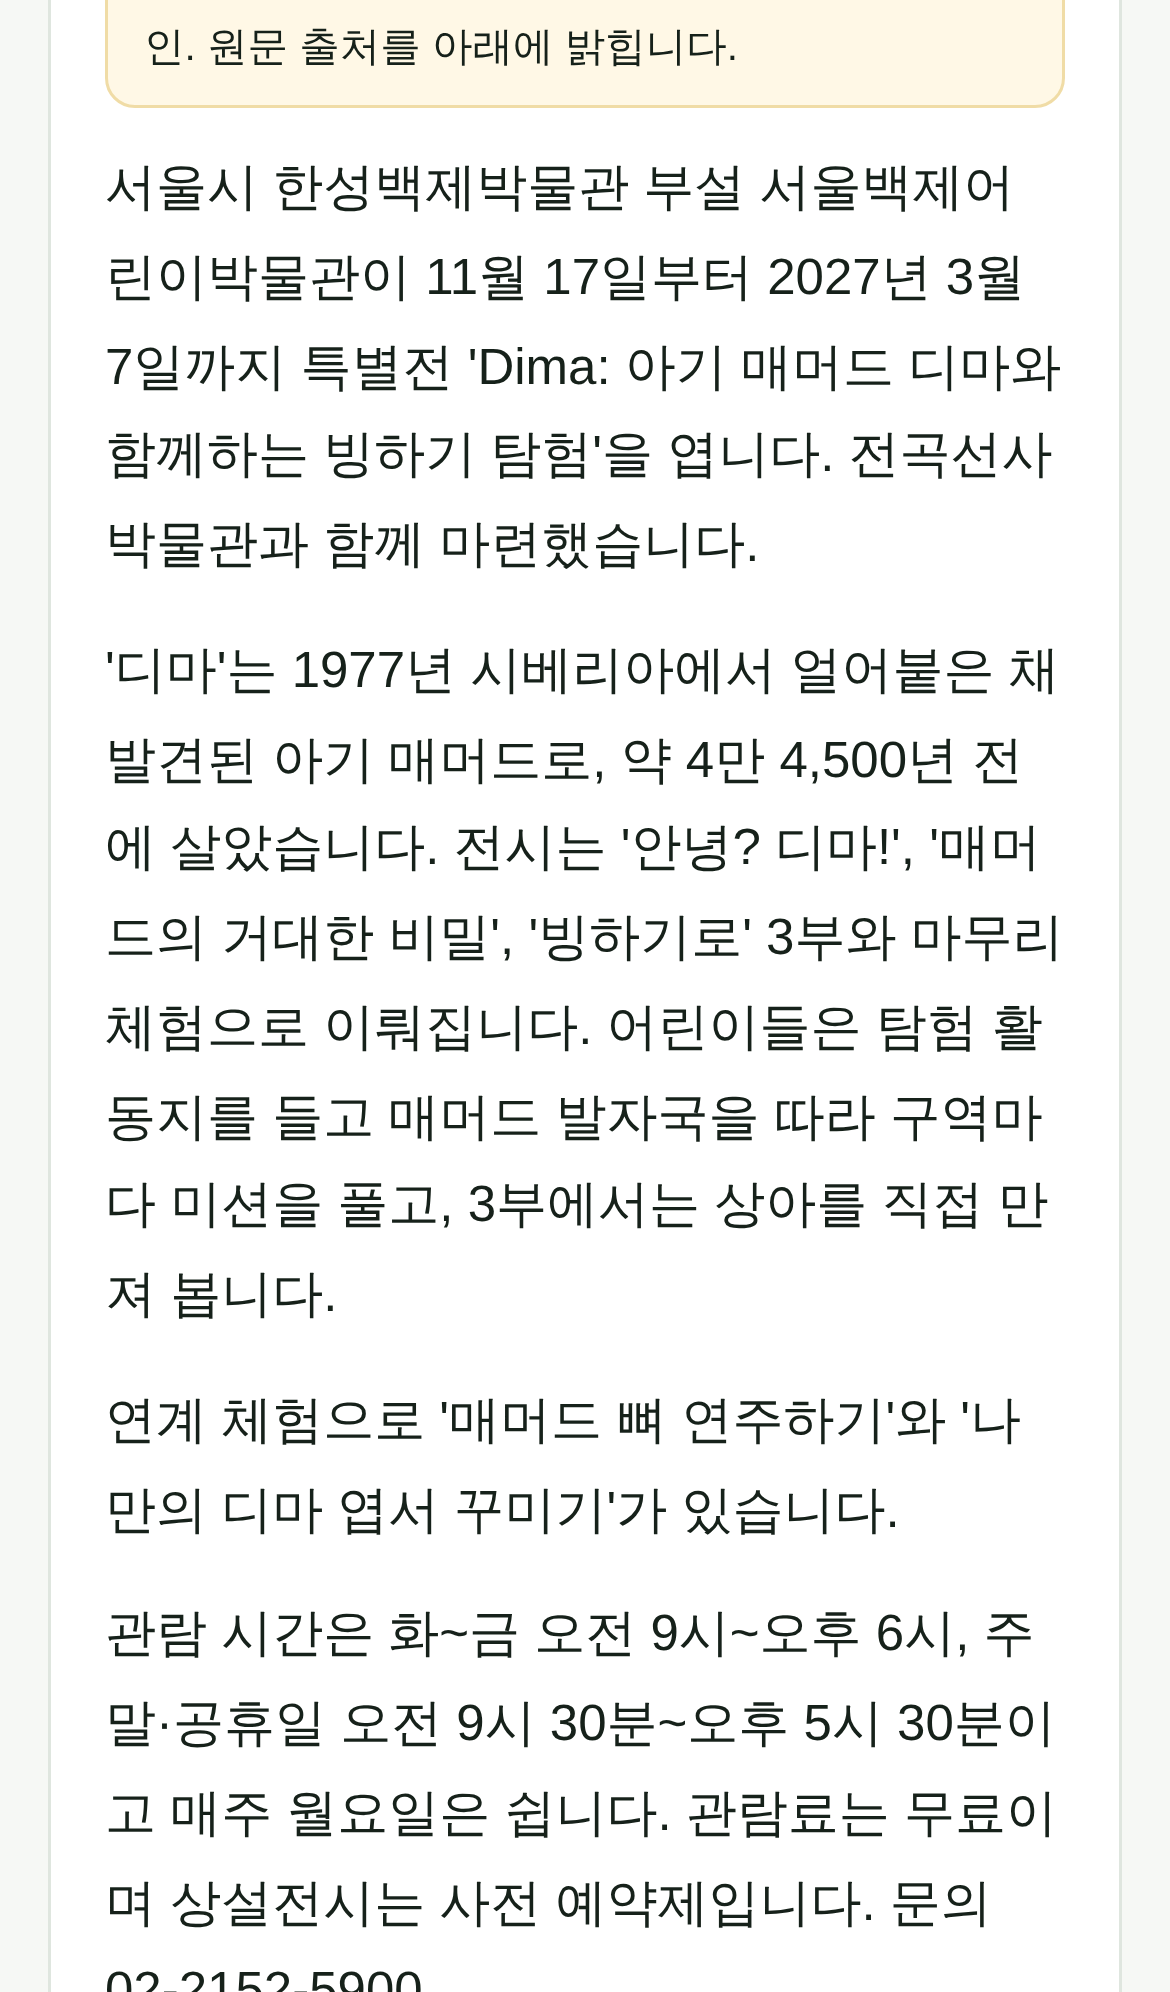 인. 원문 출처를 아래에 밝힙니다.
서울시 한성백제박물관 부설 서울백제어
린이박물관이 11월 17일부터 2027년 3월
7일까지 특별전 'Dima: 아기 매머드 디마와
함께하는 빙하기 탐험'을 엽니다. 전곡선사
박물관과 함께 마련했습니다.
'디마'는 1977년 시베리아에서 얼어붙은 채
발견된 아기 매머드로, 약 4만 4,500년 전
에 살았습니다. 전시는 '안녕? 디마!', '매머
드의 거대한 비밀', '빙하기로' 3부와 마무리
체험으로 이뤄집니다. 어린이들은 탐험 활
동지를 들고 매머드 발자국을 따라 구역마
다 미션을 풀고, 3부에서는 상아를 직접 만
져 봅니다.
연계 체험으로 '매머드 뼈 연주하기'와 '나
만의 디마 엽서 꾸미기'가 있습니다.
관람 시간은 화~금 오전 9시~오후 6시, 주
말·공휴일 오전 9시 30분~오후 5시 30분이
고 매주 월요일은 쉽니다. 관람료는 무료이
며 상설전시는 사전 예약제입니다. 문의
02-2152-5900